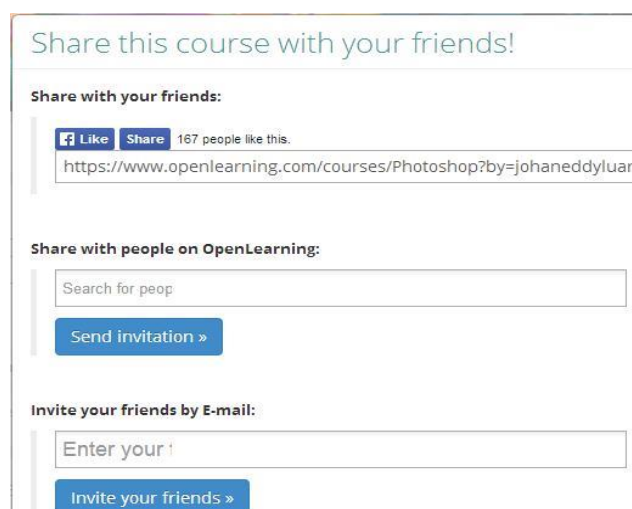 Share this course with your friends!
Share with your friends:
Like Share 167 people like this.
https://www.openlearning.com/courses/Photoshop?by=johaneddyluar
Share with people on OpenLearning:
Search for peop
Send invitation »
Invite your friends by E-mail:
Enter your
Invite your friends »